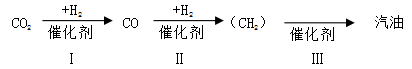 +H₂ +H₂
CO₂ CO (CH₂) 汽油
催化剂 催化剂 催化剂
Ⅰ Ⅱ Ⅲ